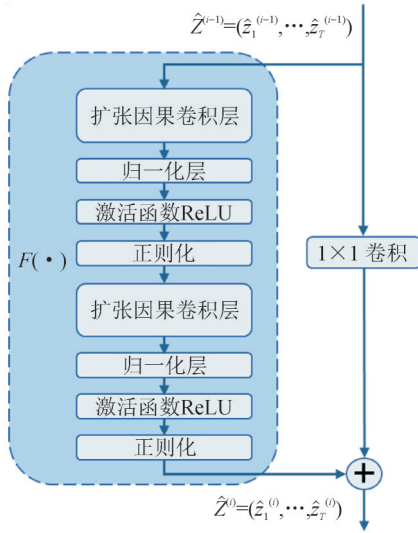 Ẑ⁽ⁱ⁻¹⁾=(ẑ₁⁽ⁱ⁻¹⁾,⋯,ẑ_T⁽ⁱ⁻¹⁾)
扩张因果卷积层
归一化层
激活函数ReLU
正则化
F(·)
1×1 卷积
扩张因果卷积层
归一化层
激活函数ReLU
正则化
+
Ẑ⁽ⁱ⁾=(ẑ₁⁽ⁱ⁾,⋯,ẑ_T⁽ⁱ⁾)